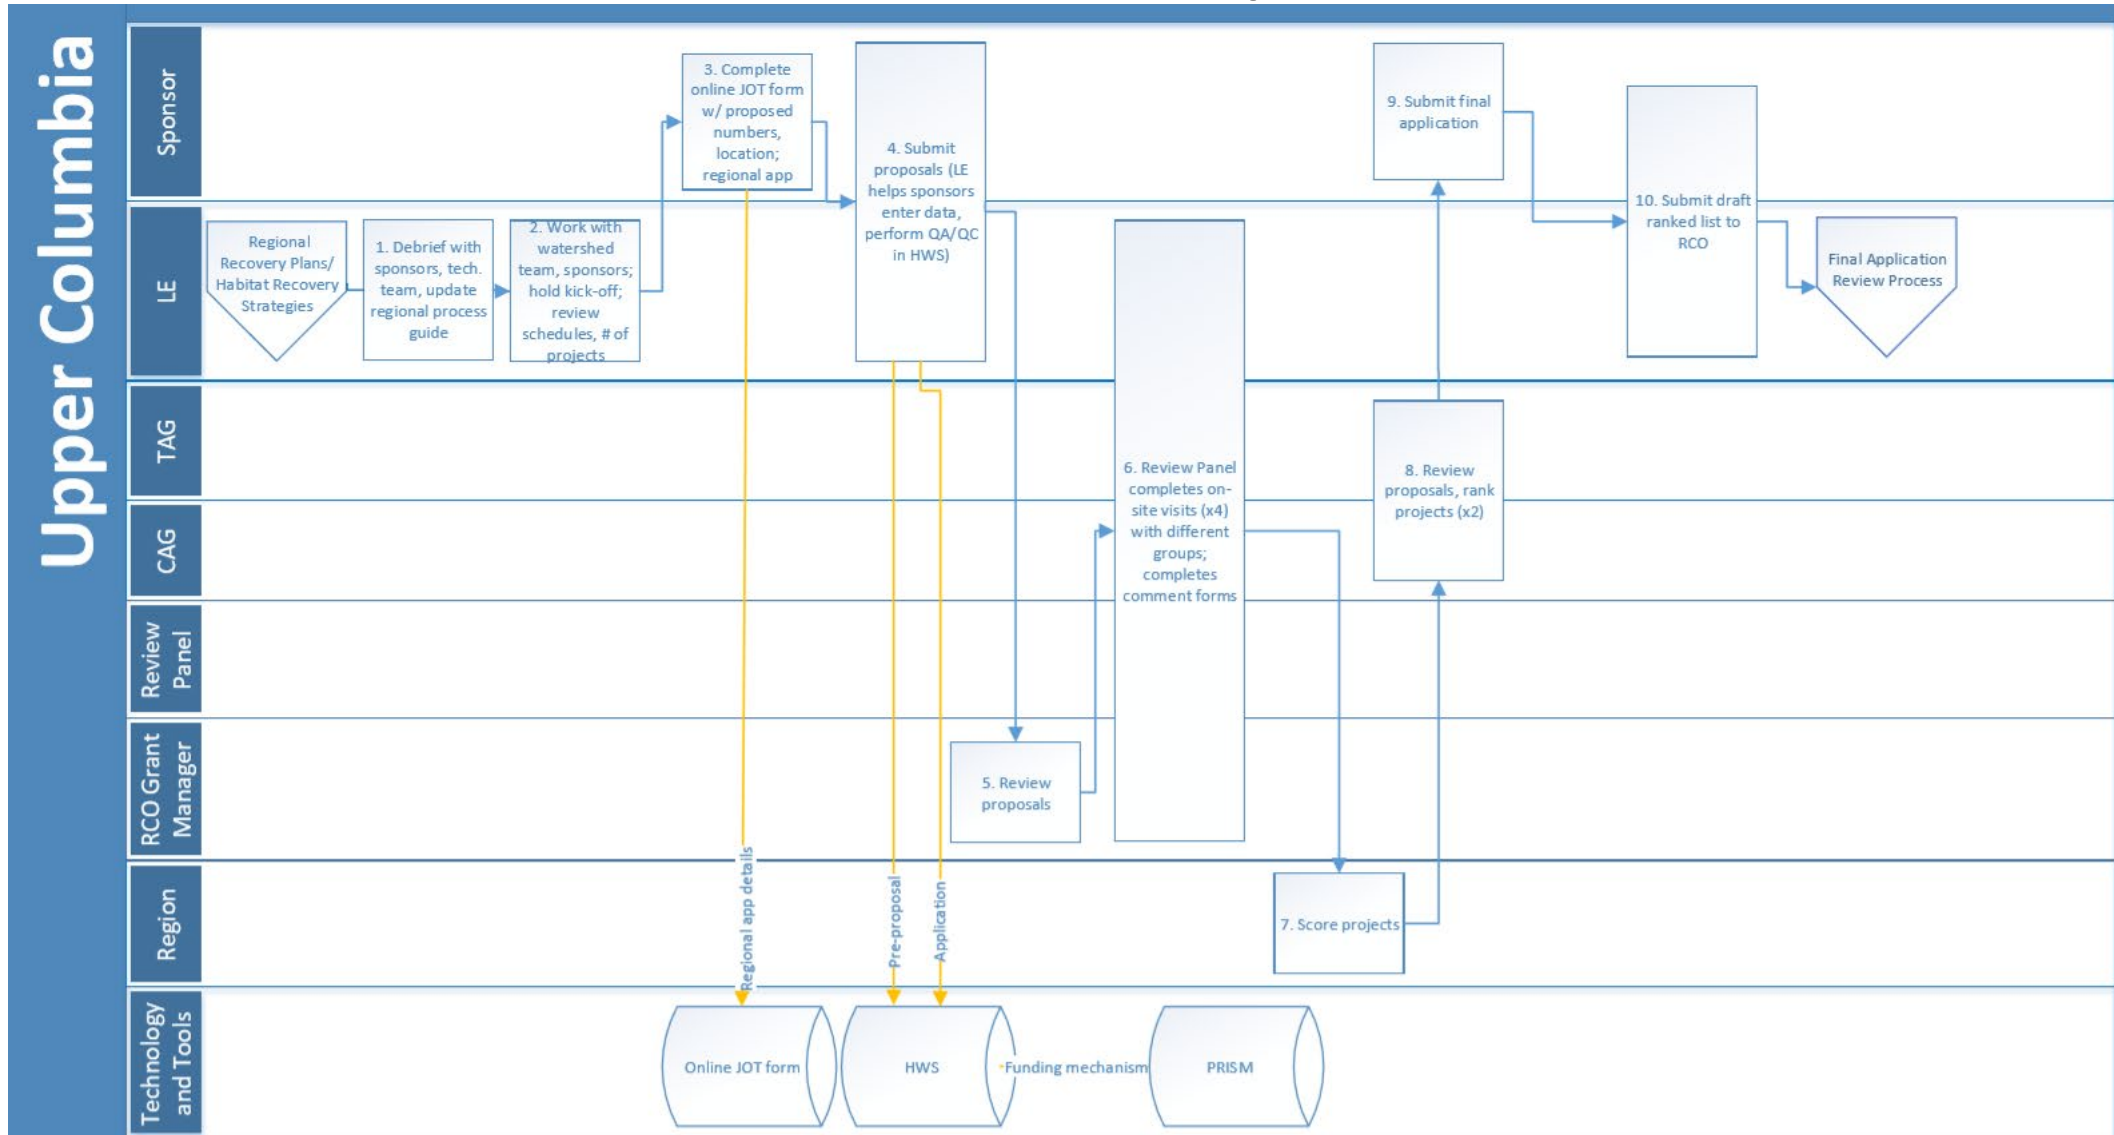 Upper Columbia
Sponsor
LE
TAG
CAG
Review
Panel
RCO Grant
Manager
Region
Technology
and Tools
Regional
Recovery Plans/
Habitat Recovery
Strategies
1. Debrief with
sponsors, tech.
team, update
regional process
guide
2. Work with
watershed
team, sponsors;
hold kick-off;
review
schedules, # of
projects
3. Complete
online JOT form
w/ proposed
numbers,
location;
regional app
4. Submit
proposals (LE
helps sponsors
enter data,
perform QA/QC
in HWS)
5. Review
proposals
6. Review Panel
completes on-
site visits (x4)
with different
groups;
completes
comment forms
7. Score projects
8. Review
proposals, rank
projects (x2)
9. Submit final
application
10. Submit draft
ranked list to
RCO
Final Application
Review Process
Regional app details
Pre-proposal
Application
Online JOT form
HWS
Funding mechanism
PRISM